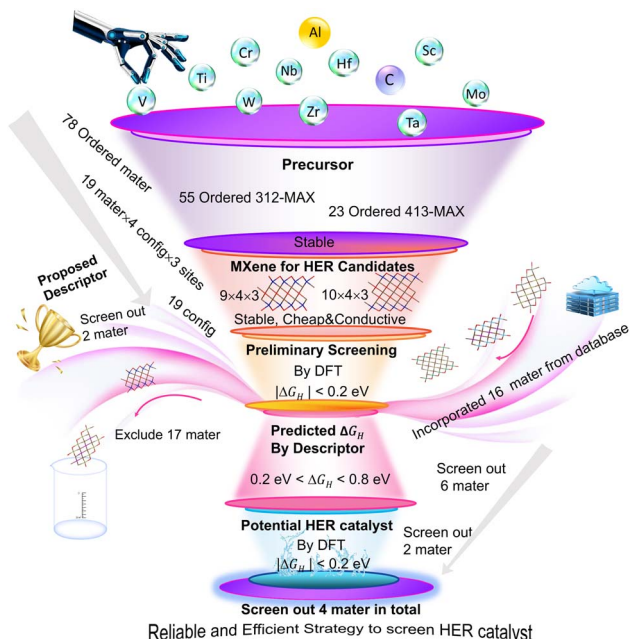 Al
Cr
Sc
Nb
Hf
Ti
C
V
W
Zr
Mo
Ta
Precursor
78 Ordered mater
55 Ordered 312-MAX
23 Ordered 413-MAX
19 mater×4 config×3 sites
Stable
MXene for HER Candidates
9×4×3
10×4×3
Stable, Cheap&Conductive
19 config
Proposed
Descriptor
Screen out
2 mater
Preliminary Screening
By DFT
|ΔG_H| < 0.2 eV
Incorporated 16 mater from database
Exclude 17 mater
Predicted ΔG_H
By Descriptor
0.2 eV < ΔG_H < 0.8 eV
Screen out
6 mater
Potential HER catalyst
By DFT
|ΔG_H| < 0.2 eV
Screen out
2 mater
Screen out 4 mater in total
Reliable and Efficient Strategy to screen HER catalyst